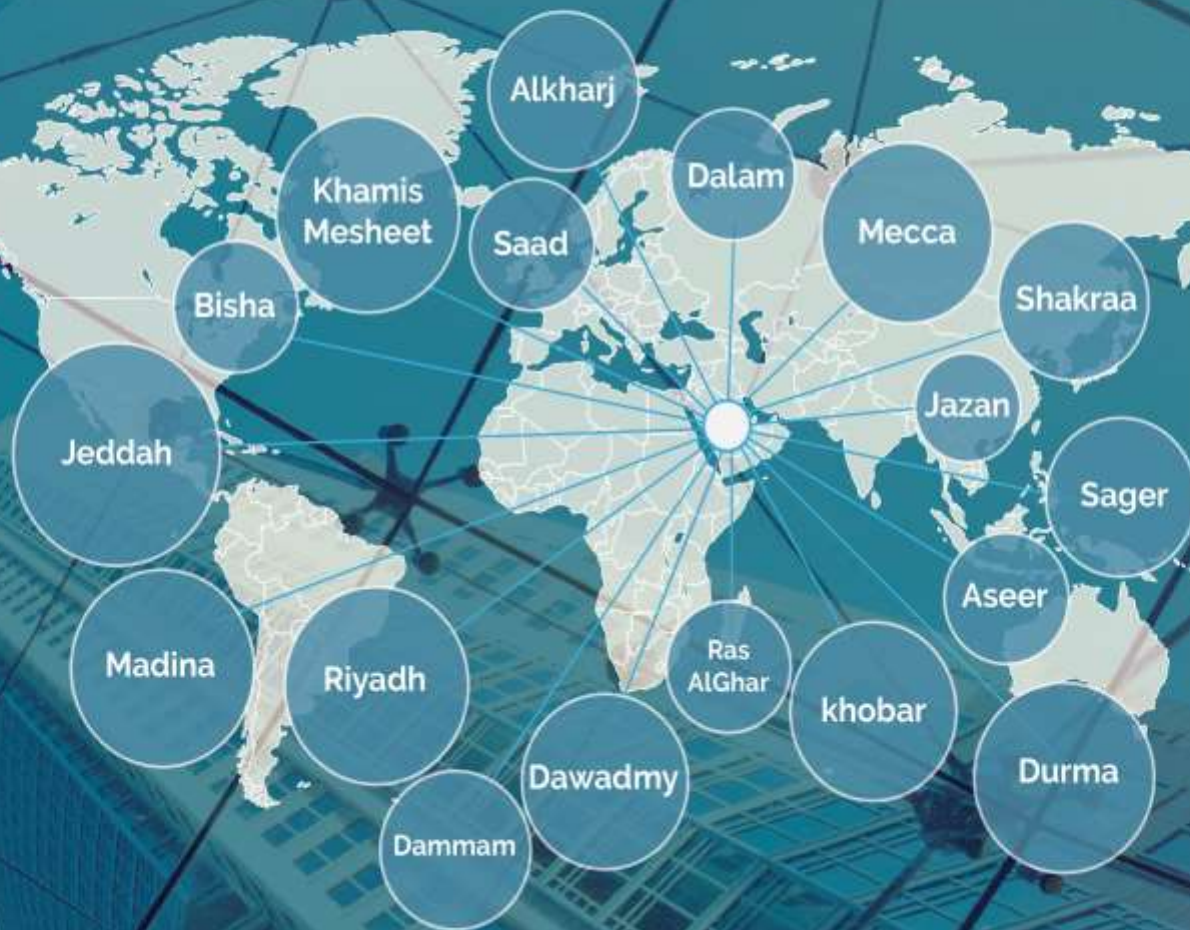 Alkharj
Dalam
Khamis
Mesheet
Saad
Mecca
Bisha
Shakraa
Jazan
Jeddah
Sager
Aseer
Madina
Riyadh
Ras
AlGhar
khobar
Dawadmy
Durma
Dammam